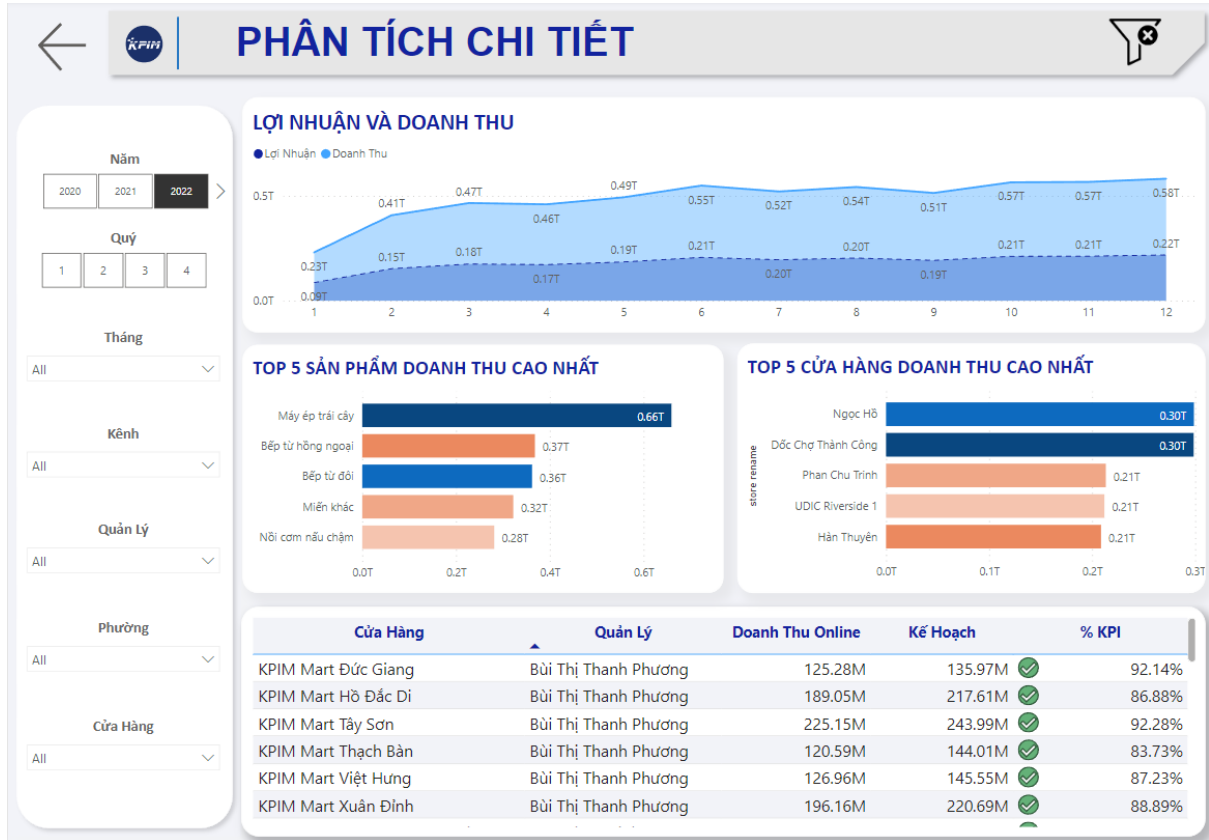 KPIM
PHÂN TÍCH CHI TIẾT
Năm
2020 2021 2022
Quý
1 2 3 4
Tháng
All
Kênh
All
Quản Lý
All
Phường
All
Cửa Hàng
All
LỢI NHUẬN VÀ DOANH THU
Lợi Nhuận Doanh Thu
0.5T
0.0T
0.23T 0.41T 0.47T 0.46T 0.49T 0.55T 0.52T 0.54T 0.51T 0.57T 0.57T 0.58T
0.09T 0.15T 0.18T 0.17T 0.19T 0.21T 0.20T 0.20T 0.19T 0.21T 0.21T 0.22T
1 2 3 4 5 6 7 8 9 10 11 12
TOP 5 SẢN PHẨM DOANH THU CAO NHẤT
Máy ép trái cây 0.66T
Bếp từ hồng ngoại 0.37T
Bếp từ đôi 0.36T
Miến khác 0.32T
Nồi cơm nấu chậm 0.28T
0.0T 0.2T 0.4T 0.6T
TOP 5 CỬA HÀNG DOANH THU CAO NHẤT
store rename
Ngọc Hồ 0.30T
Dốc Chợ Thành Công 0.30T
Phan Chu Trinh 0.21T
UDIC Riverside 1 0.21T
Hàn Thuyên 0.21T
0.0T 0.1T 0.2T 0.3T
Cửa Hàng Quản Lý Doanh Thu Online Kế Hoạch % KPI
KPIM Mart Đức Giang Bùi Thị Thanh Phương 125.28M 135.97M 92.14%
KPIM Mart Hồ Đắc Di Bùi Thị Thanh Phương 189.05M 217.61M 86.88%
KPIM Mart Tây Sơn Bùi Thị Thanh Phương 225.15M 243.99M 92.28%
KPIM Mart Thạch Bàn Bùi Thị Thanh Phương 120.59M 144.01M 83.73%
KPIM Mart Việt Hưng Bùi Thị Thanh Phương 126.96M 145.55M 87.23%
KPIM Mart Xuân Đỉnh Bùi Thị Thanh Phương 196.16M 220.69M 88.89%